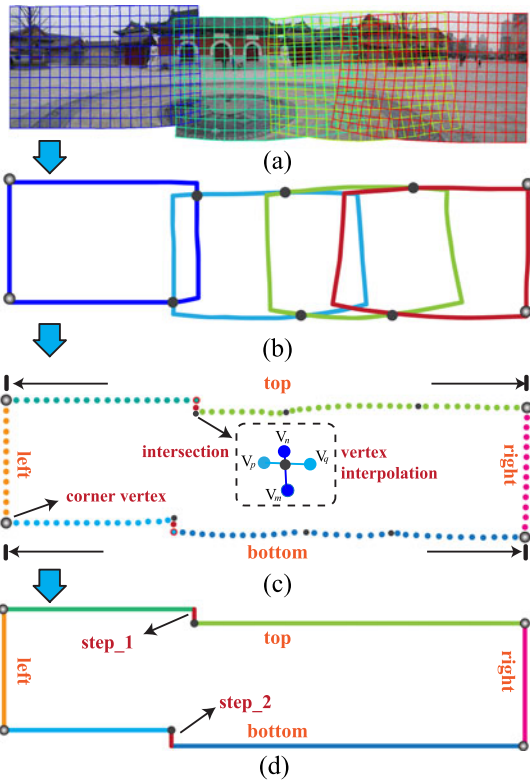 (a)
(b)
top
left
intersection
Vn
Vp
Vq
Vm
vertex
interpolation
right
corner vertex
bottom
(c)
step_1
top
left
right
step_2
bottom
(d)